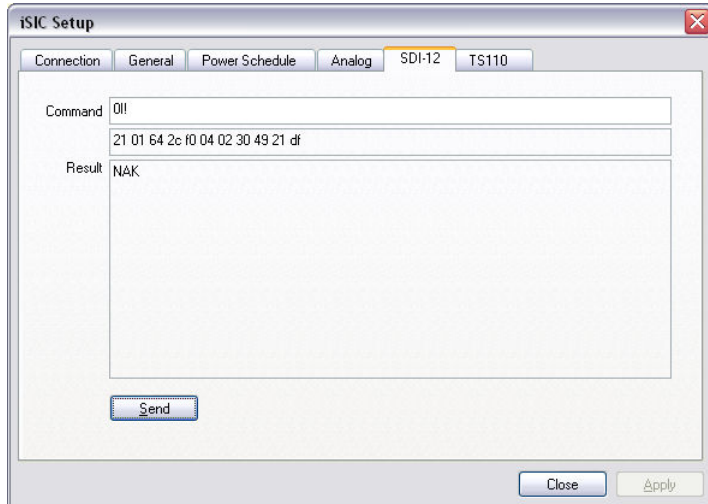 iSIC Setup
Connection General Power Schedule Analog SDI-12 TS110
Command 0I!
21 01 64 2c f0 04 02 30 49 21 df
Result NAK
Send
Close Apply